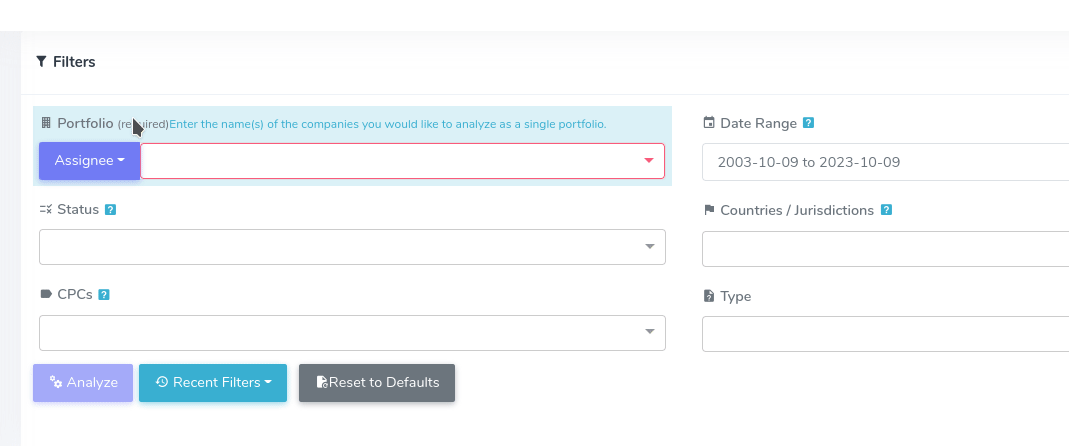 Filters
Portfolio (required)Enter the name(s) of the companies you would like to analyze as a single portfolio.
Date Range ?
Assignee
2003-10-09 to 2023-10-09
Status ?
Countries / Jurisdictions ?
CPCs ?
Type
Analyze
Recent Filters
Reset to Defaults